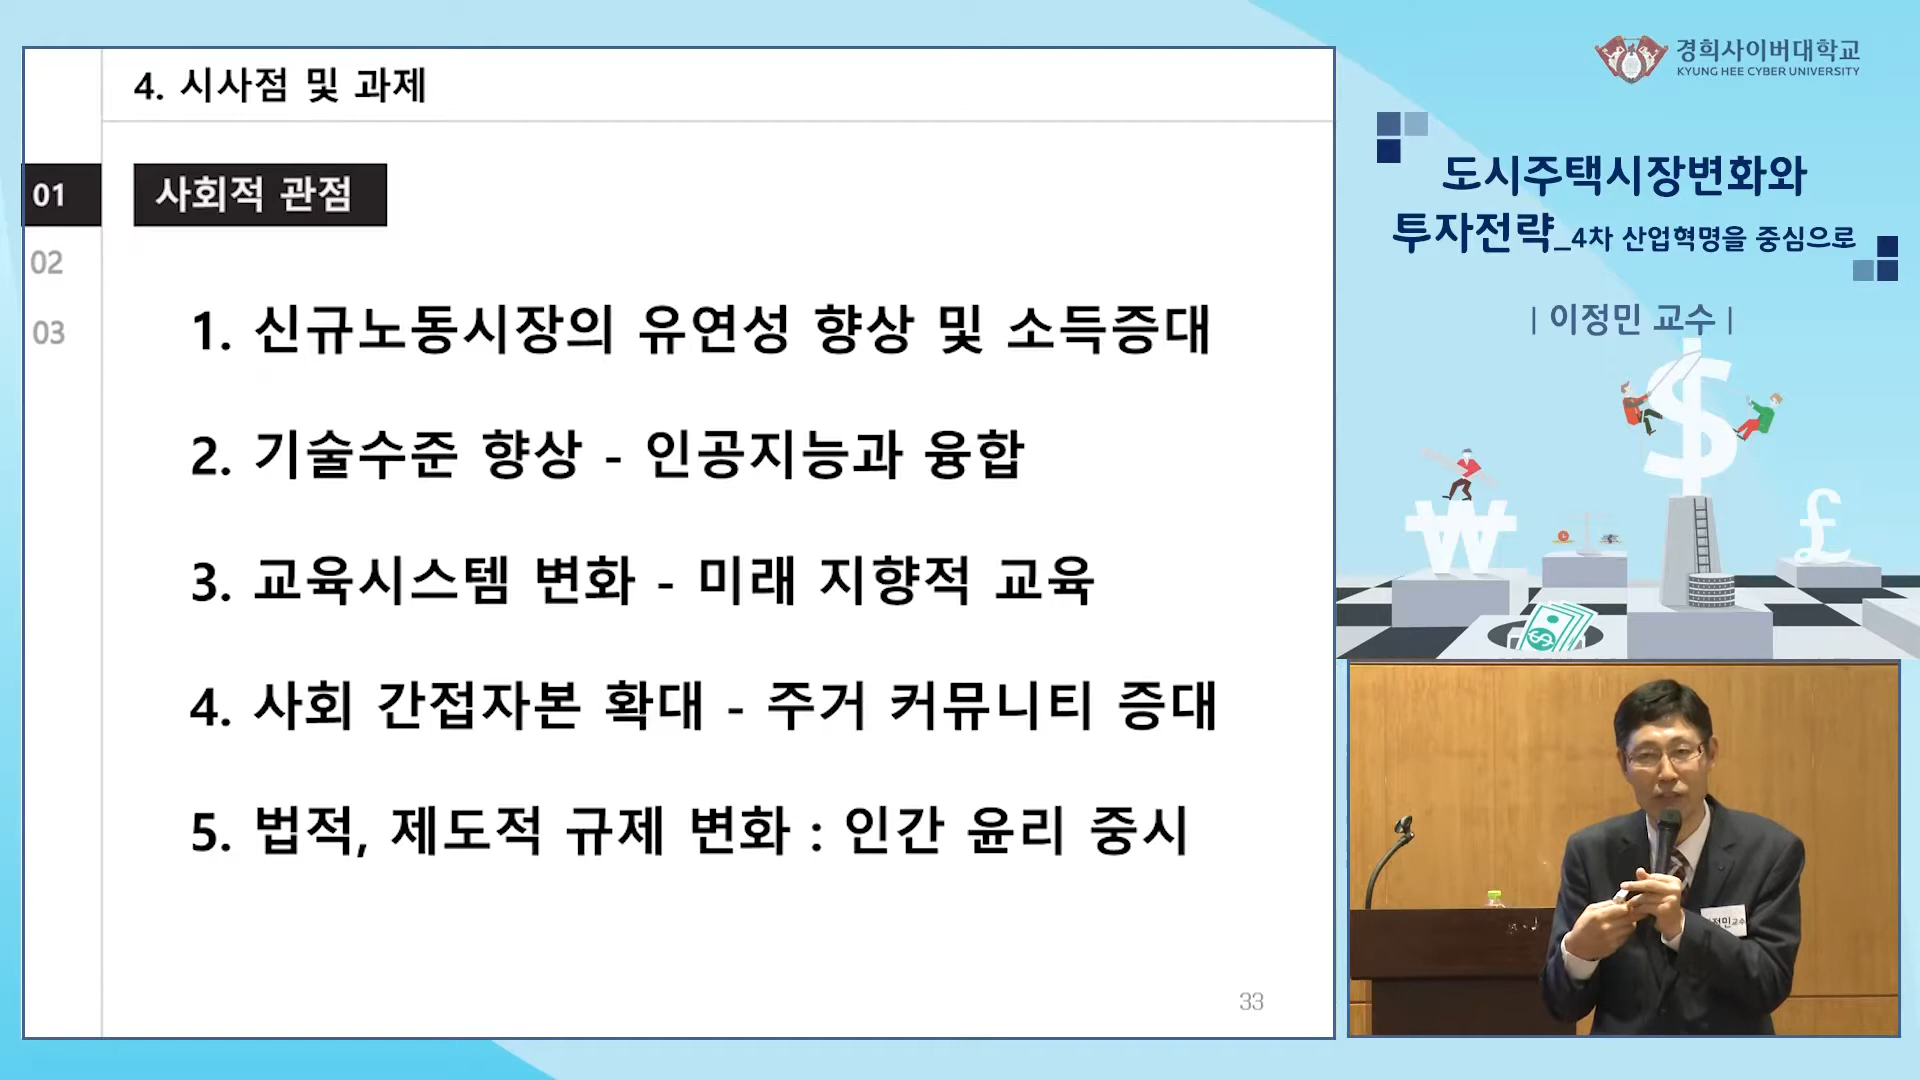 4. 시사점 및 과제
01
사회적 관점
02
03
1. 신규노동시장의 유연성 향상 및 소득증대
2. 기술수준 향상 - 인공지능과 융합
3. 교육시스템 변화 - 미래 지향적 교육
4. 사회 간접자본 확대 - 주거 커뮤니티 증대
5. 법적, 제도적 규제 변화 : 인간 윤리 중시
33
경희사이버대학교
KYUNG HEE CYBER UNIVERSITY
도시주택시장변화와
투자전략_4차 산업혁명을 중심으로
| 이정민 교수 |
$
₩
£
정민교수